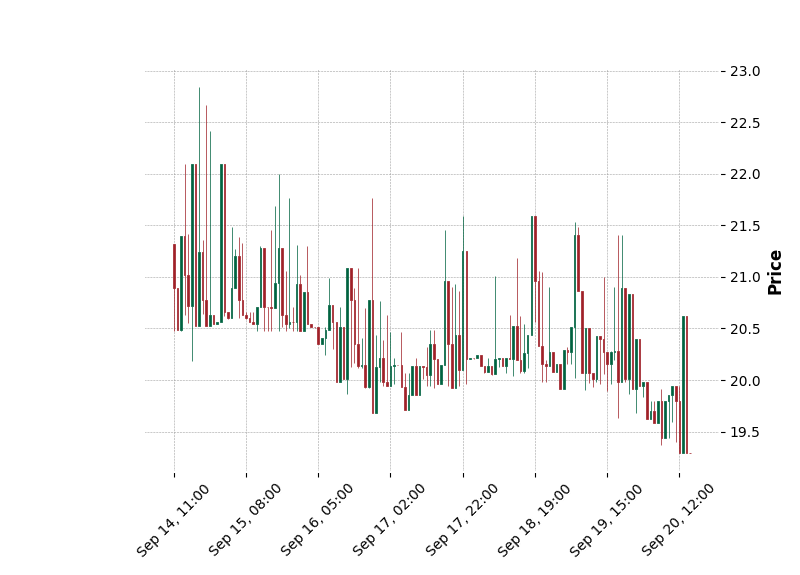 23.0
22.5
22.0
21.5
21.0
20.5
20.0
19.5
Price
Sep 14, 11:00
Sep 15, 08:00
Sep 16, 05:00
Sep 17, 02:00
Sep 17, 22:00
Sep 18, 19:00
Sep 19, 15:00
Sep 20, 12:00